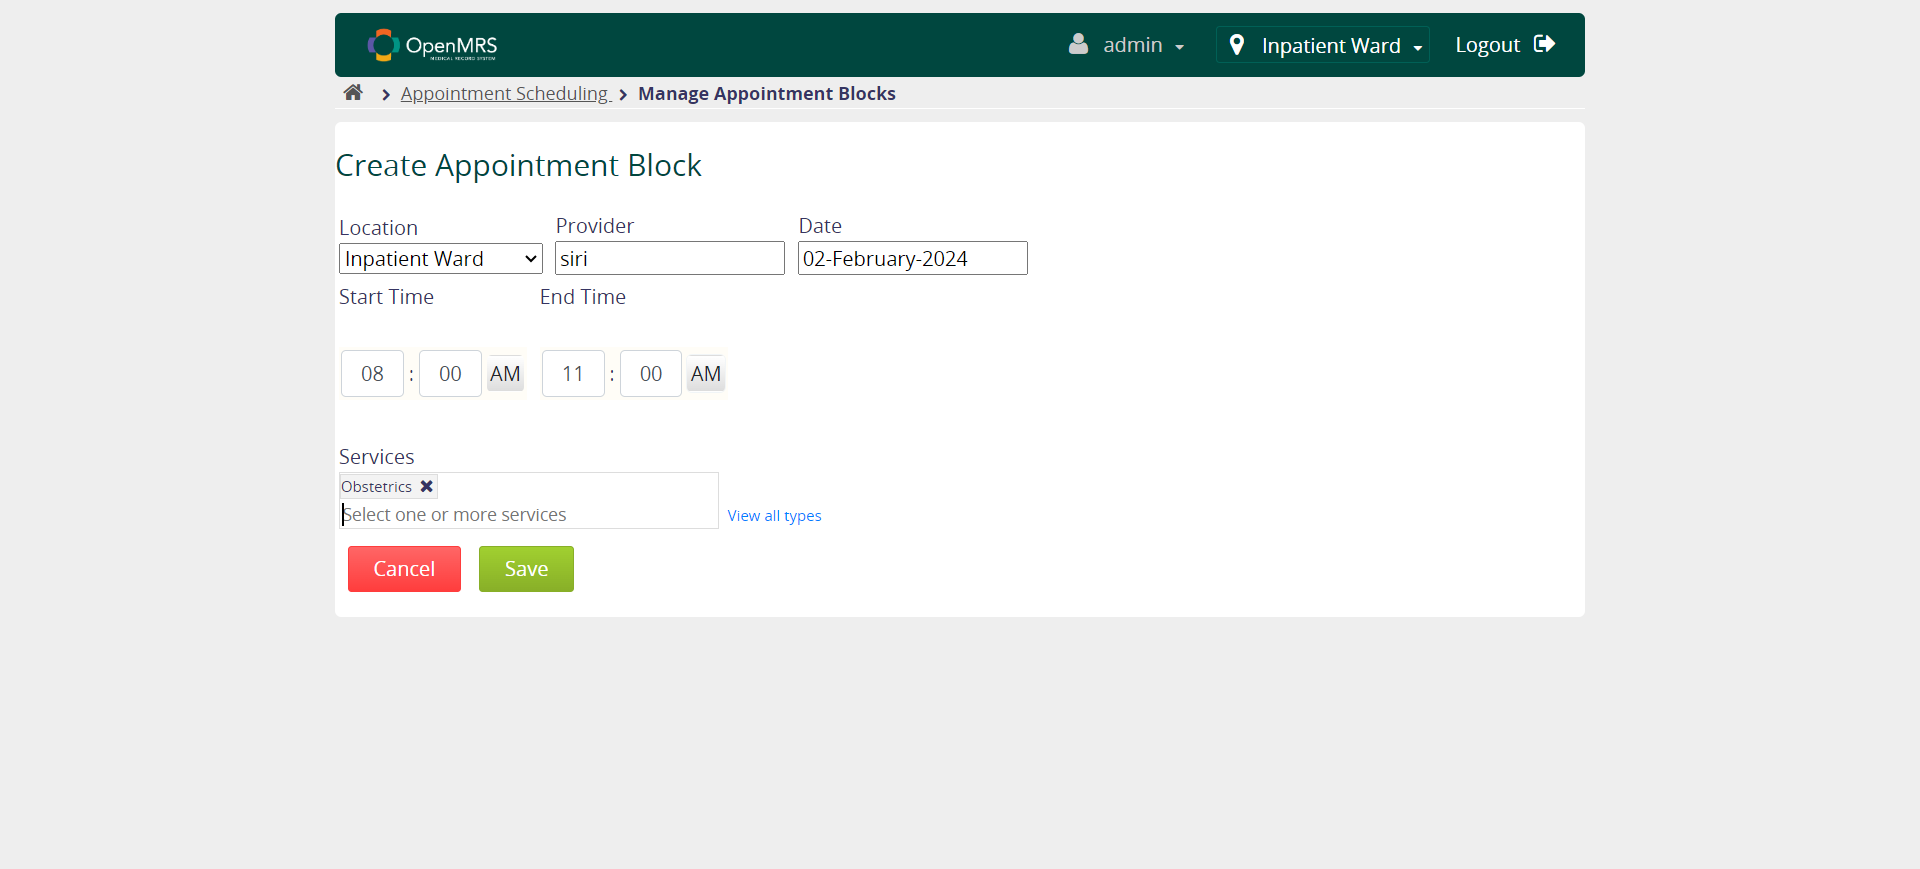 OpenMRS
MEDICAL RECORD SYSTEM
admin
Inpatient Ward
Logout
Appointment Scheduling
Manage Appointment Blocks
Create Appointment Block
Location
Provider
Date
Inpatient Ward
siri
02-February-2024
Start Time
End Time
08 : 00 AM
11 : 00 AM
Services
Obstetrics
Select one or more services
View all types
Cancel
Save